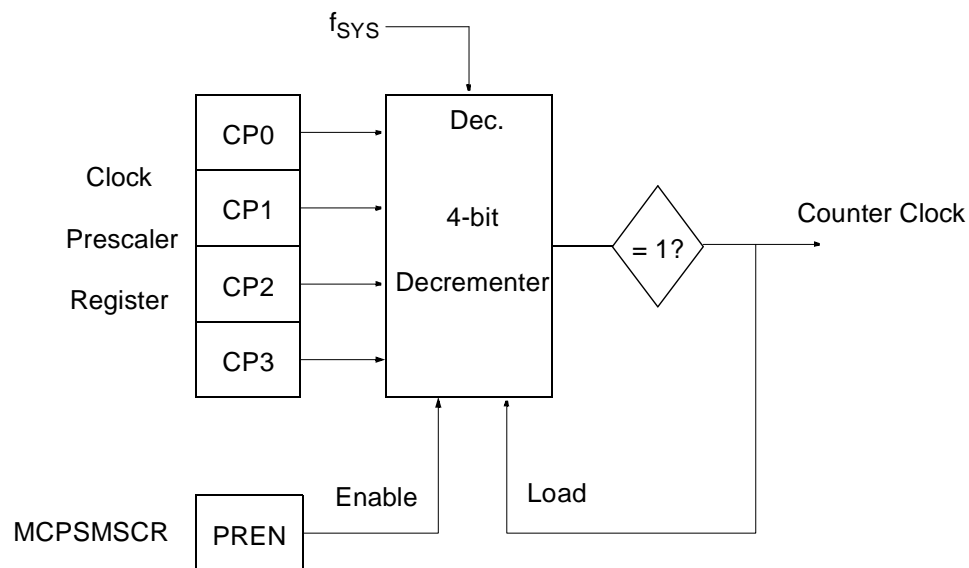 fSYS
CP0
Dec.
Clock
CP1
4-bit
Counter Clock
Prescaler
= 1?
CP2
Decrementer
Register
CP3
Enable
Load
MCPSMSCR
PREN